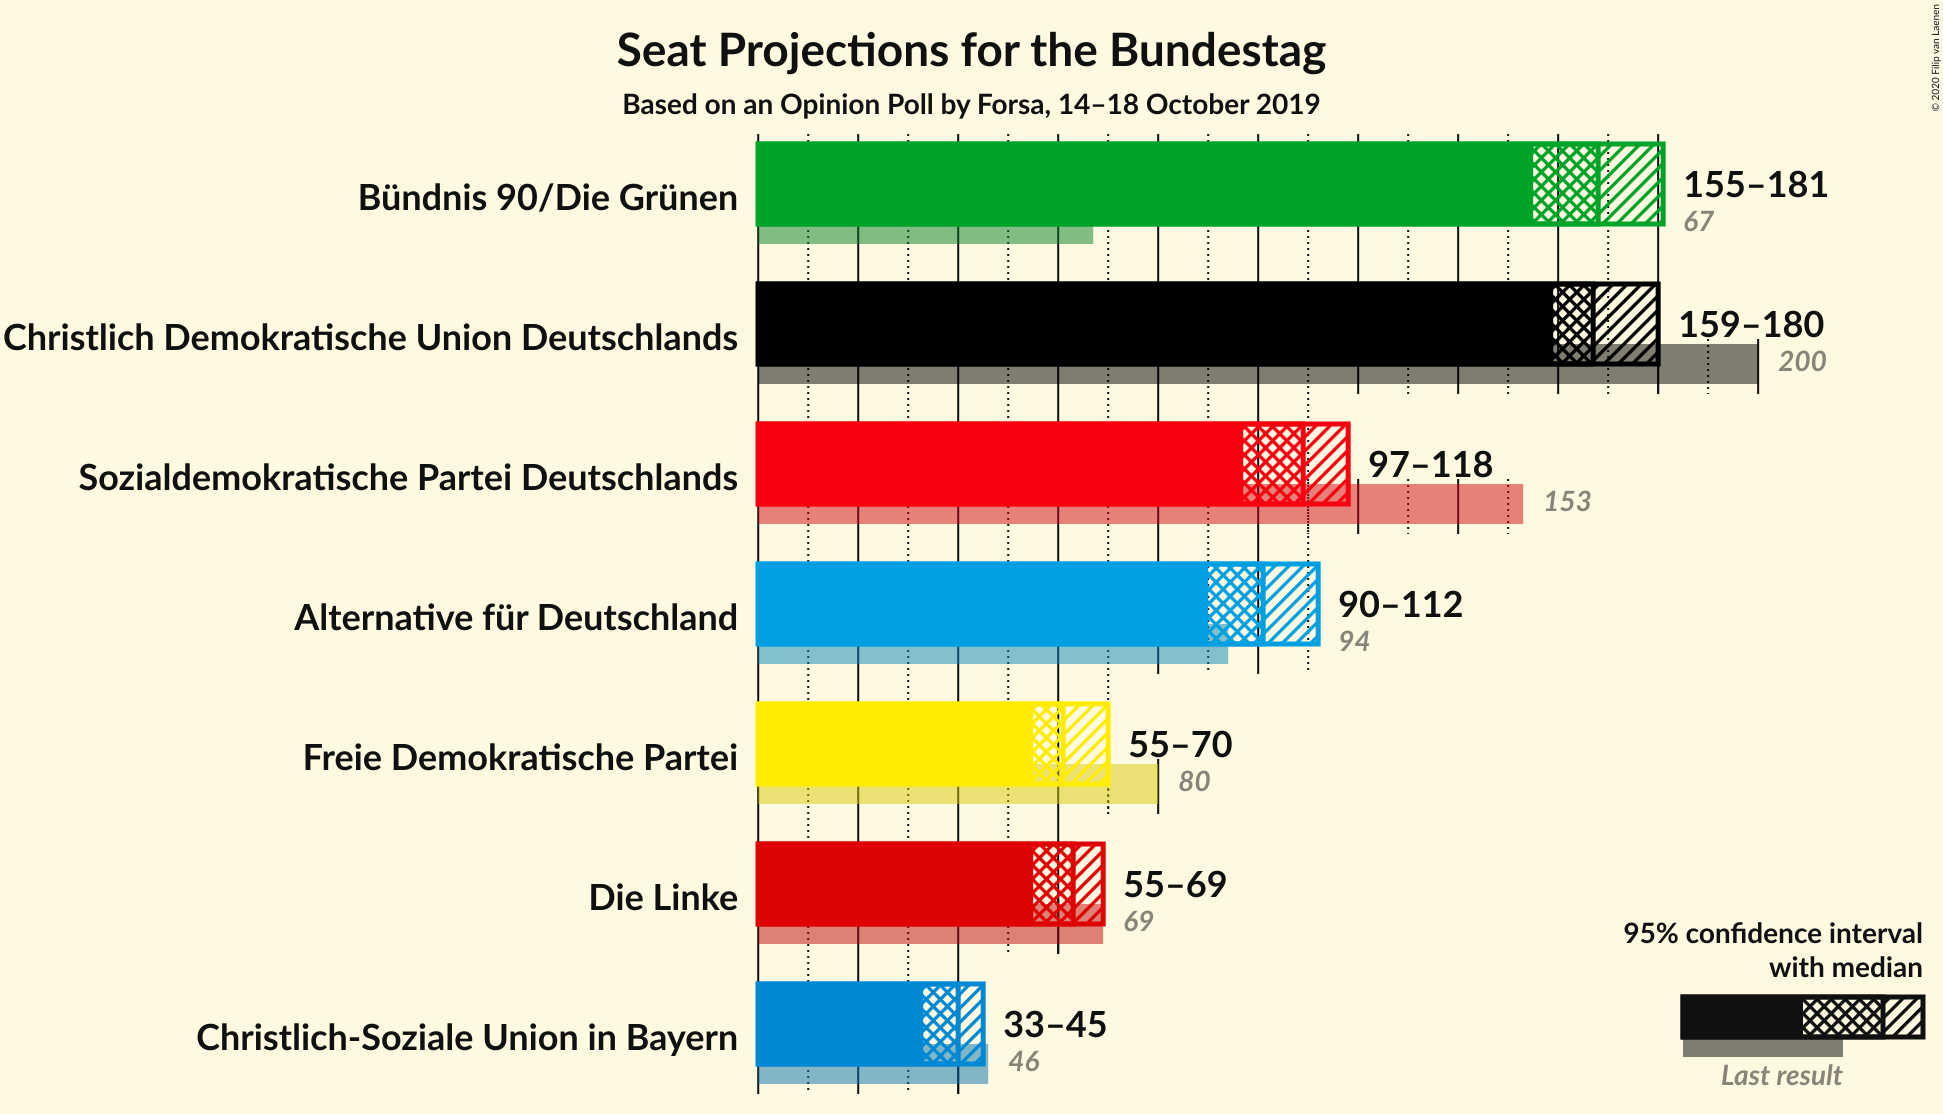 Seat Projections for the Bundestag
Based on an Opinion Poll by Forsa, 14–18 October 2019
© 2020 Filip van Laenen
Bündnis 90/Die Grünen
155–181
67
Christlich Demokratische Union Deutschlands
159–180
200
Sozialdemokratische Partei Deutschlands
97–118
153
Alternative für Deutschland
90–112
94
Freie Demokratische Partei
55–70
80
Die Linke
55–69
69
Christlich-Soziale Union in Bayern
33–45
46
95% confidence interval
with median
Last result